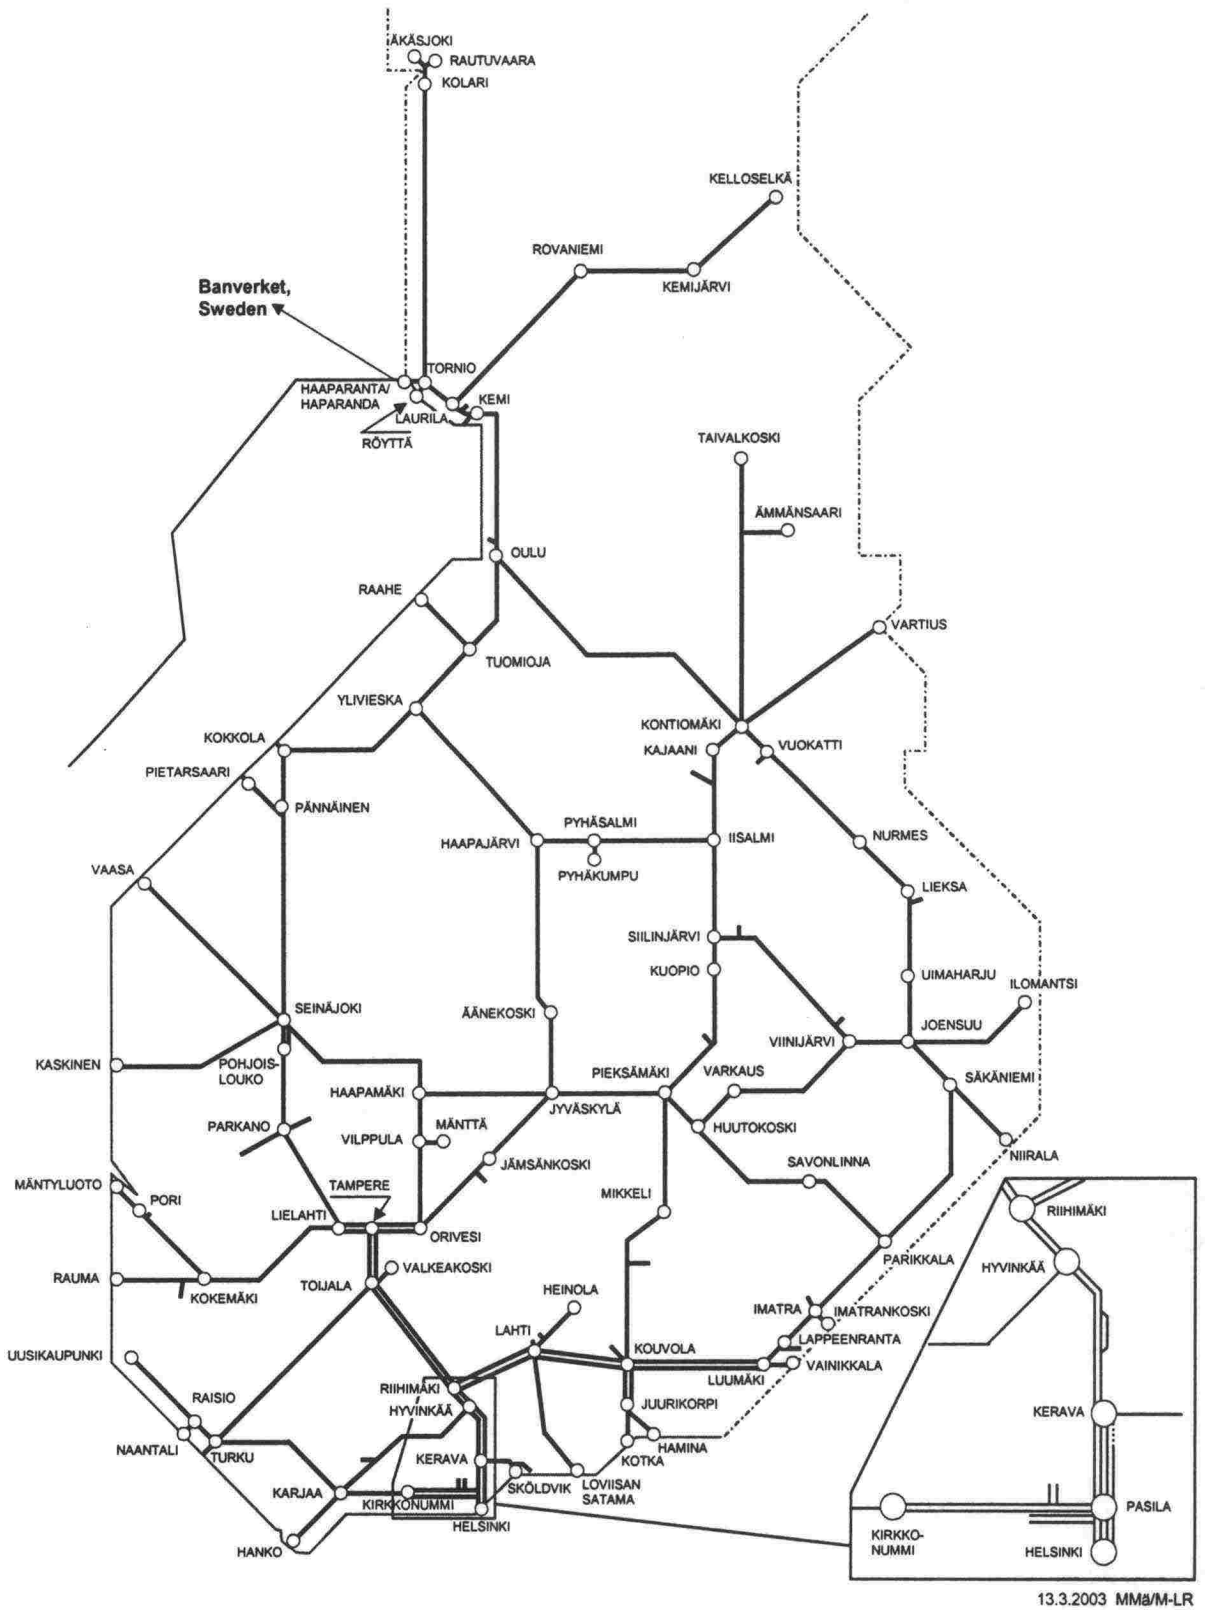 ÄKÄSJOKI
RAUTUVAARA
KOLARI
KELLOSELKÄ
ROVANIEMI
KEMIJÄRVI
Banverket,
Sweden
TORNIO
HAAPARANTA/
HAPARANDA
KEMI
LAURILA
RÖYTTÄ
TAIVALKOSKI
ÄMMÄNSAARI
OULU
RAAHE
VARTIUS
TUOMIOJA
YLIVIESKA
KONTIOMÄKI
KOKKOLA
KAJAANI
VUOKATTI
PIETARSAARI
PÄNNÄINEN
PYHÄSALMI
NURMES
HAAPAJÄRVI
IISALMI
VAASA
PYHÄKUMPU
LIEKSA
SIILINJÄRVI
KUOPIO
UIMAHARJU
ILOMANTSI
SEINÄJOKI
ÄÄNEKOSKI
JOENSUU
VIINIJÄRVI
KASKINEN
POHJOIS-
LOUKO
PIEKSÄMÄKI
VARKAUS
SÄKÄNIEMI
HAAPAMÄKI
JYVÄSKYLÄ
PARKANO
VILPPULA
MÄNTTÄ
HUUTOKOSKI
NIIRALA
JÄMSÄNKOSKI
SAVONLINNA
MÄNTYLUOTO
TAMPERE
MIKKELI
PORI
LIELAHTI
ORIVESI
RIIHIMÄKI
PARIKKALA
VALKEAKOSKI
HYVINKÄÄ
RAUMA
TOIJALA
KOKEMÄKI
HEINOLA
IMATRA
IMATRANKOSKI
LAHTI
LAPPEENRANTA
KOUVOLA
UUSIKAUPUNKI
VAINIKKALA
LUUMÄKI
RIIHIMÄKI
JUURIKORPI
HYVINKÄÄ
RAISIO
KERAVA
NAANTALI
TURKU
HAMINA
KOTKA
KERAVA
SKÖLDVIK
LOVIISAN
SATAMA
KARJAA
KIRKKONUMMI
PASILA
HELSINKI
KIRKKO-
NUMMI
HANKO
HELSINKI
13.3.2003 MMä/M-LR